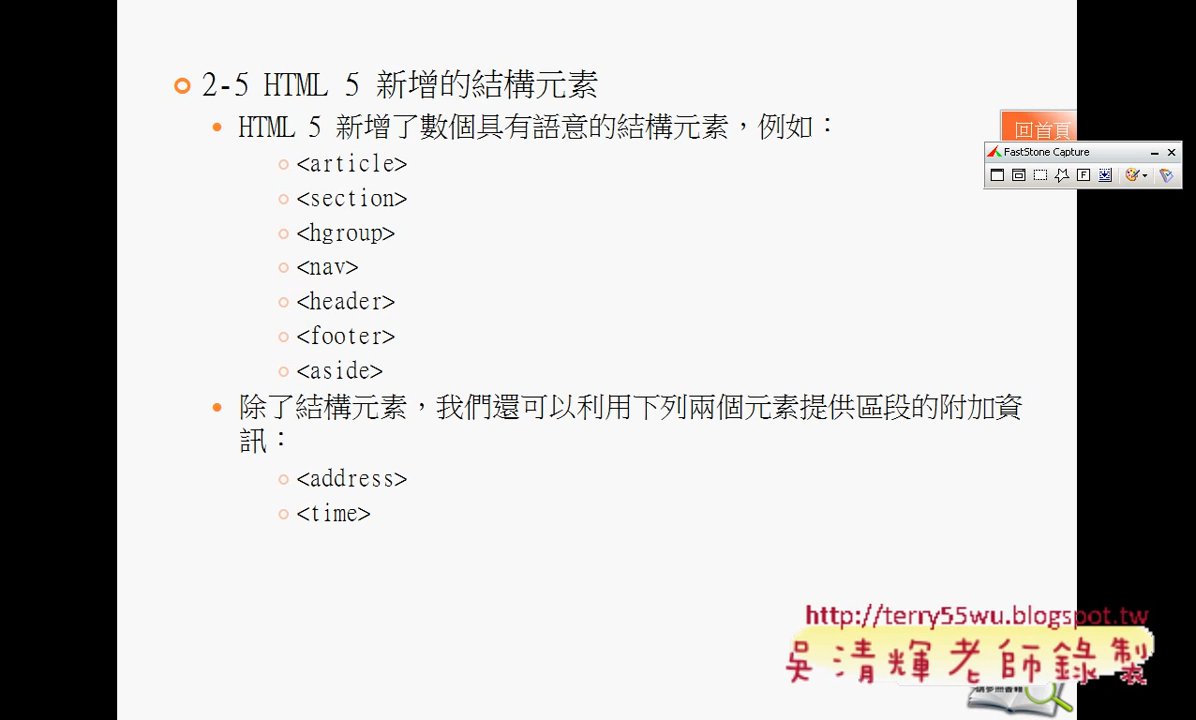 2-5 HTML 5 新增的結構元素
HTML 5 新增了數個具有語意的結構元素，例如：
<article>
<section>
<hgroup>
<nav>
<header>
<footer>
<aside>
除了結構元素，我們還可以利用下列兩個元素提供區段的附加資
訊：
<address>
<time>
回首頁
FastStone Capture
http://terry55wu.blogspot.tw
吳清輝老師錄製